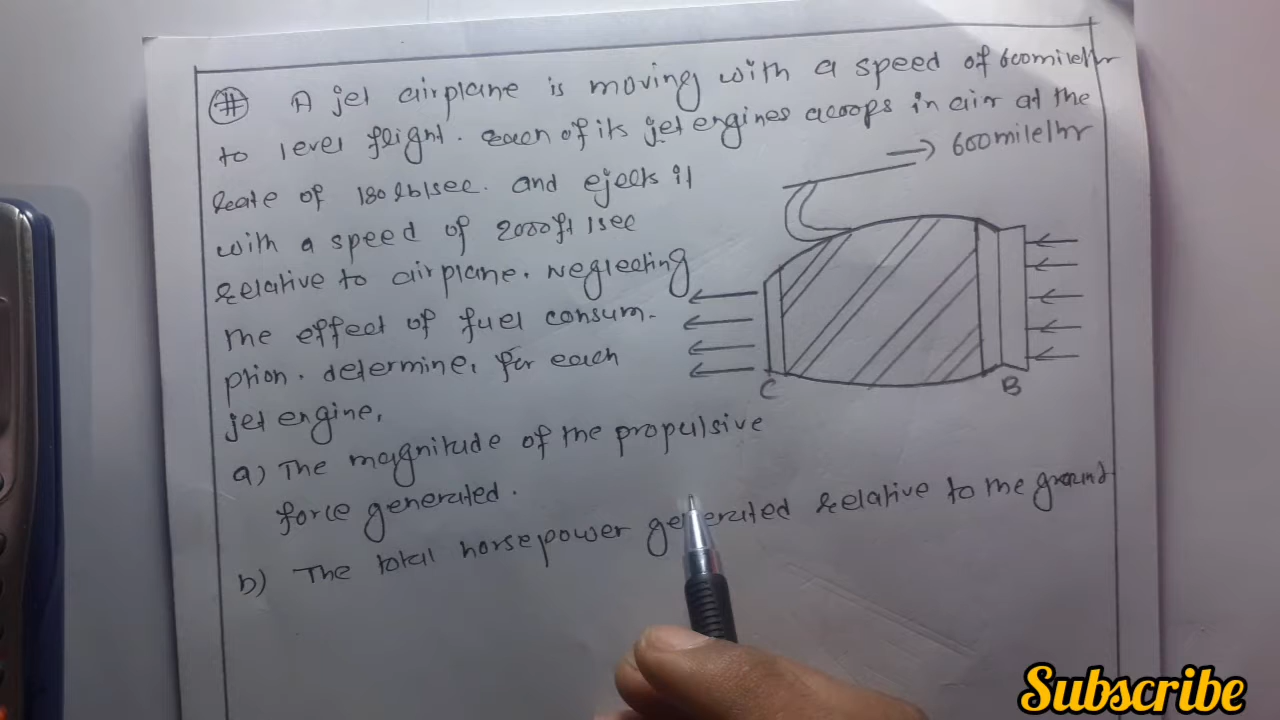 # A jet airplane is moving with a speed of 600mile/hr
to level flight. each of its jet engines acoops in air at the
Rate of 180 lb/sec. and ejects it
with a speed of 2000ft/sec
relative to airplane. Neglecting
The effect of fuel consum-
ption. determine, for each
jet engine,
a) The magnitude of the propulsive
force generated.
b) The total horsepower generated relative to the ground
→ 600mile/hr
C
B
Subscribe